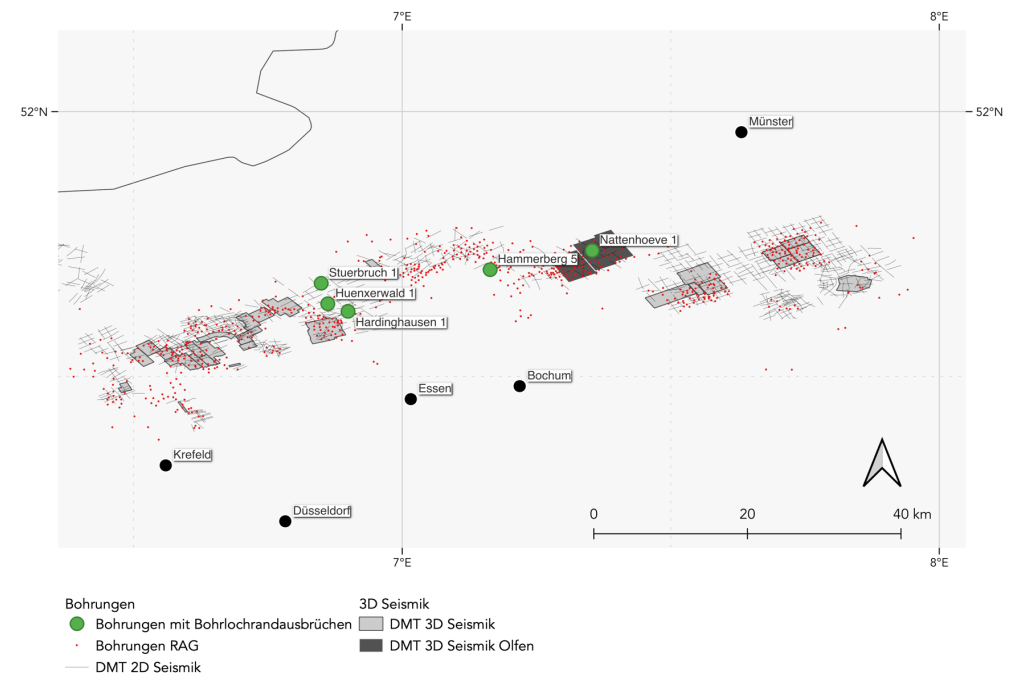 7°E
8°E
52°N
52°N
Münster
Nattenhoeve 1
Hammerberg 5
Stuerbruch 1
Huenxerwald 1
Hardinghausen 1
Bochum
Essen
Krefeld
Düsseldorf
0
20
40 km
7°E
8°E
Bohrungen
Bohrungen mit Bohrlochrandausbrüchen
Bohrungen RAG
DMT 2D Seismik
3D Seismik
DMT 3D Seismik
DMT 3D Seismik Olfen